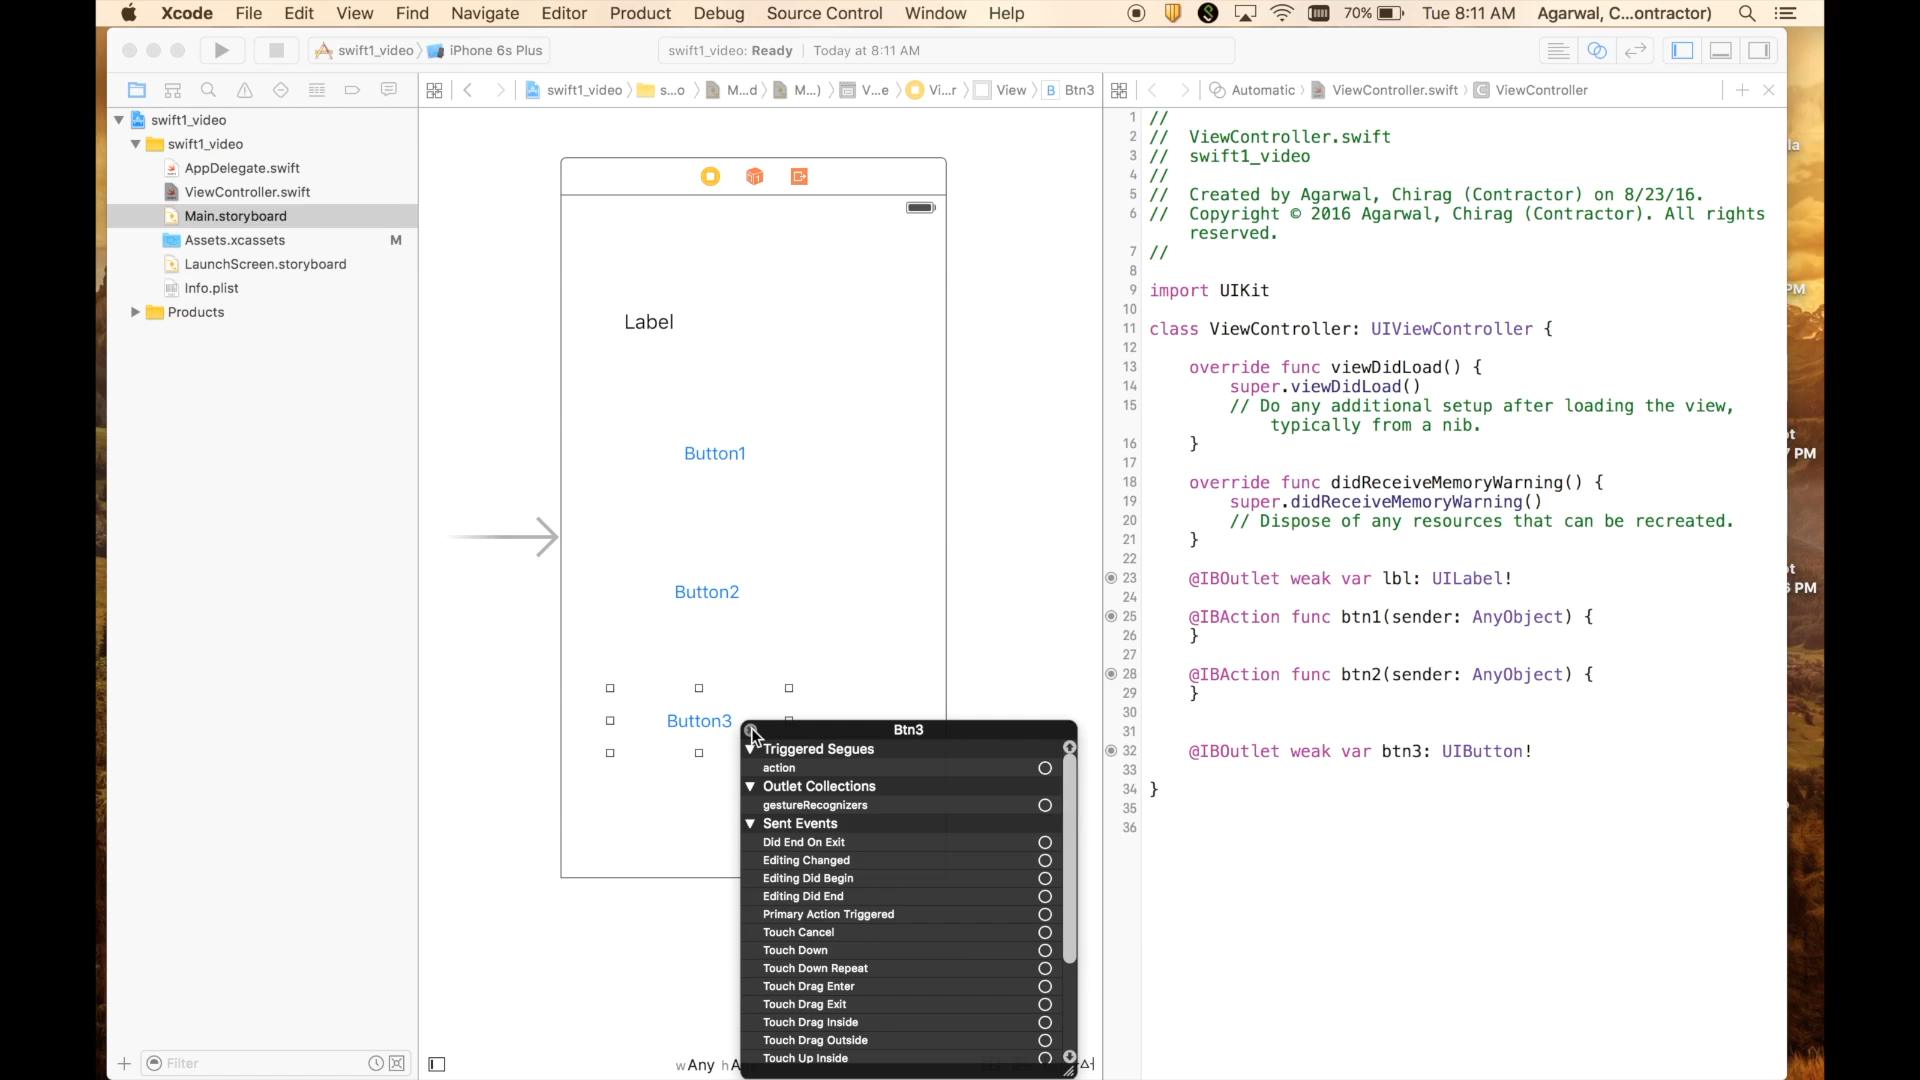 Xcode File Edit View Find Navigate Editor Product Debug Source Control Window Help 70% Tue 8:11 AM Agarwal, C...ontractor)
swift1_video iPhone 6s Plus swift1_video: Ready Today at 8:11 AM
swift1_video s...o M...d M...) V...e Vi...r View B Btn3
Automatic ViewController.swift C ViewController
swift1_video
swift1_video
AppDelegate.swift
ViewController.swift
Main.storyboard
Assets.xcassets M
LaunchScreen.storyboard
Info.plist
Products
Filter
Label
Button1
Button2
Button3
wAny hA
Btn3
Triggered Segues
action
Outlet Collections
gestureRecognizers
Sent Events
Did End On Exit
Editing Changed
Editing Did Begin
Editing Did End
Primary Action Triggered
Touch Cancel
Touch Down
Touch Down Repeat
Touch Drag Enter
Touch Drag Exit
Touch Drag Inside
Touch Drag Outside
Touch Up Inside
1 //
2 // ViewController.swift
3 // swift1_video
4 //
5 // Created by Agarwal, Chirag (Contractor) on 8/23/16.
6 // Copyright © 2016 Agarwal, Chirag (Contractor). All rights
reserved.
7 //
8
9 import UIKit
10
11 class ViewController: UIViewController {
12
13 override func viewDidLoad() {
14 super.viewDidLoad()
15 // Do any additional setup after loading the view,
typically from a nib.
16 }
17
18 override func didReceiveMemoryWarning() {
19 super.didReceiveMemoryWarning()
20 // Dispose of any resources that can be recreated.
21 }
22
23 @IBOutlet weak var lbl: UILabel!
24
25 @IBAction func btn1(sender: AnyObject) {
26 }
27
28 @IBAction func btn2(sender: AnyObject) {
29 }
30
31
32 @IBOutlet weak var btn3: UIButton!
33
34 }
35
36
la
PM
ot
7 PM
ot
6 PM